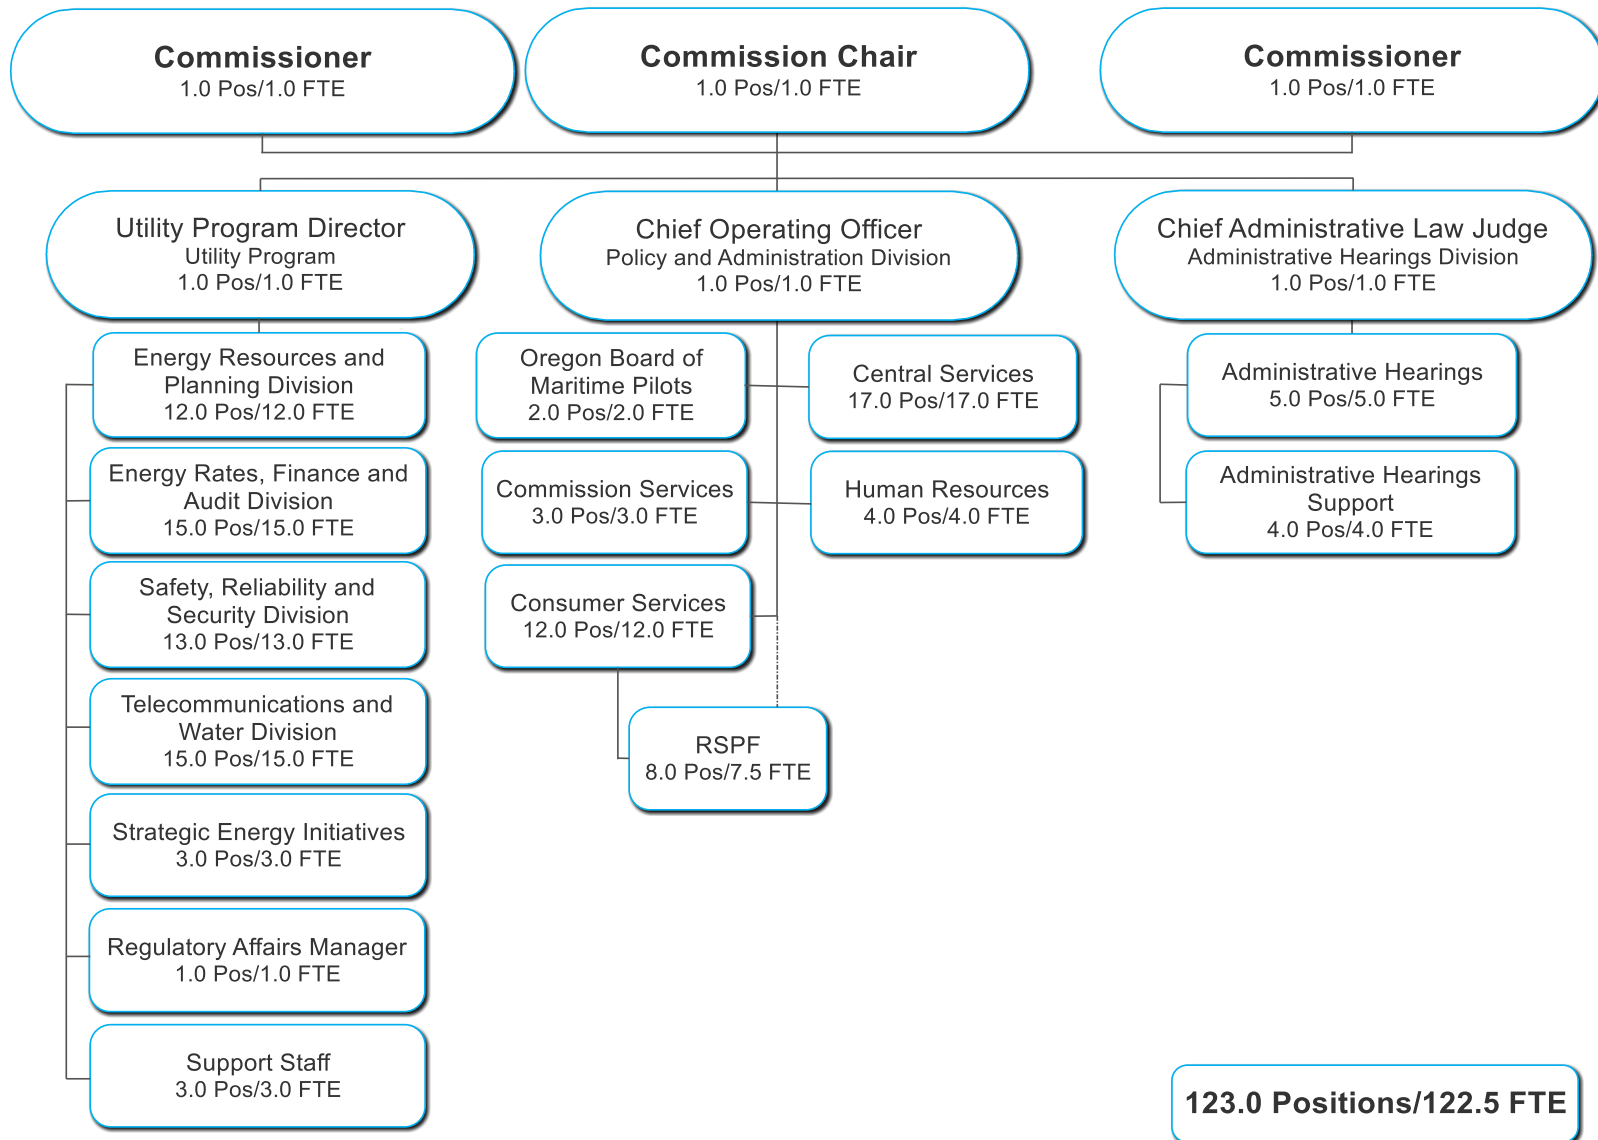 Commissioner
1.0 Pos/1.0 FTE
Commission Chair
1.0 Pos/1.0 FTE
Commissioner
1.0 Pos/1.0 FTE
Utility Program Director
Utility Program
1.0 Pos/1.0 FTE
Chief Operating Officer
Policy and Administration Division
1.0 Pos/1.0 FTE
Chief Administrative Law Judge
Administrative Hearings Division
1.0 Pos/1.0 FTE
Energy Resources and
Planning Division
12.0 Pos/12.0 FTE
Energy Rates, Finance and
Audit Division
15.0 Pos/15.0 FTE
Safety, Reliability and
Security Division
13.0 Pos/13.0 FTE
Telecommunications and
Water Division
15.0 Pos/15.0 FTE
Strategic Energy Initiatives
3.0 Pos/3.0 FTE
Regulatory Affairs Manager
1.0 Pos/1.0 FTE
Support Staff
3.0 Pos/3.0 FTE
Oregon Board of
Maritime Pilots
2.0 Pos/2.0 FTE
Central Services
17.0 Pos/17.0 FTE
Commission Services
3.0 Pos/3.0 FTE
Human Resources
4.0 Pos/4.0 FTE
Consumer Services
12.0 Pos/12.0 FTE
RSPF
8.0 Pos/7.5 FTE
Administrative Hearings
5.0 Pos/5.0 FTE
Administrative Hearings
Support
4.0 Pos/4.0 FTE
123.0 Positions/122.5 FTE